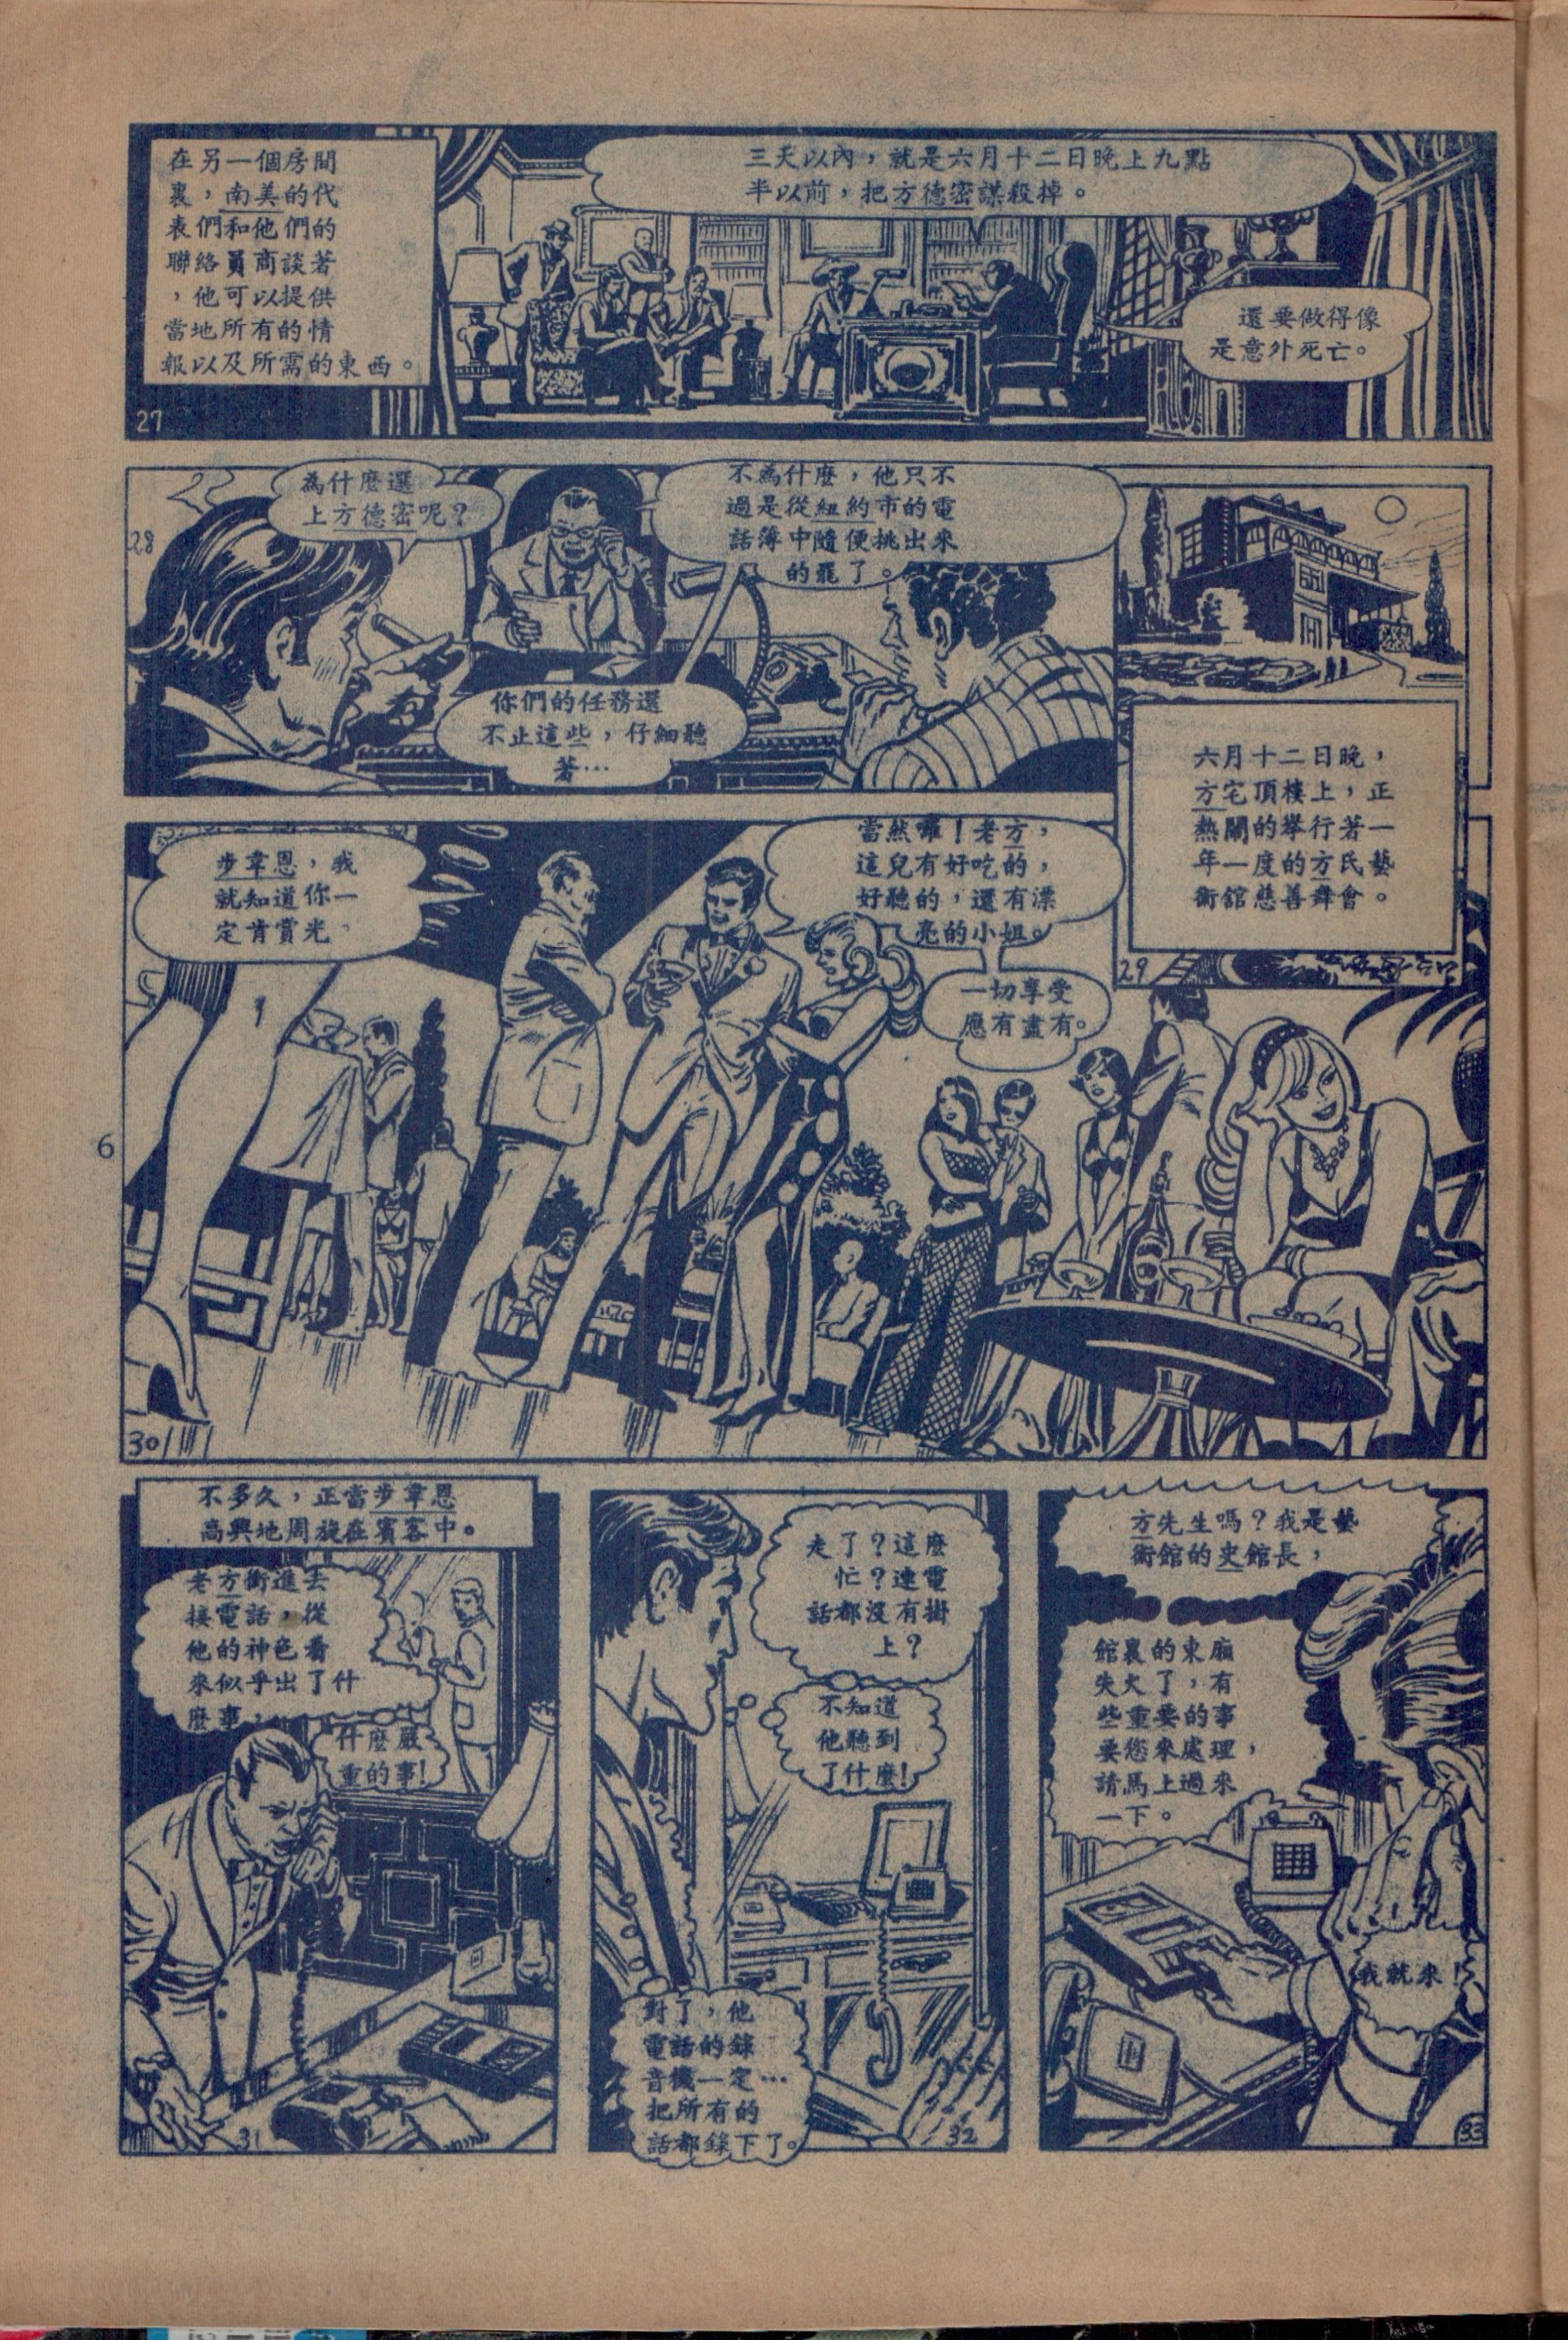 在另一個房間
裏，南美的代
表們和他們的
聯絡員商談著
，他可以提供
當地所有的情
報以及所需的東西。
三天以內，就是六月十二日晚上九點
半以前，把方德密謀殺掉。
還要做得像
是意外死亡。
27
為什麼選
上方德密呢？
不為什麼，他只不
過是從紐約市的電
話簿中隨便挑出來
的罷了。
你們的任務還
不止這些，仔細聽
著…
28
六月十二日晚，
方宅頂樓上，正
熱鬧的舉行著一
年一度的方氏藝
術館慈善舞會。
29
步韋恩，我
就知道你一
定肯賞光。
當然囉！老方，
這兒有好吃的，
好聽的，還有漂
亮的小姐。
一切享受
應有盡有。
6
30
不多久，正當步韋恩
高興地周旋在賓客中。
老方衝進去
接電話，從
他的神色看
來似乎出了什
麼事，
什麼嚴
重的事！
31
走了？這麼
忙？連電
話都沒有掛
上？
不知道
他聽到
了什麼！
對了，他
電話的錄
音機一定…
把所有的
話都錄下了。
32
方先生嗎？我是藝
術館的史館長，
館裏的東廂
失火了，有
些重要的事
要您來處理，
請馬上過來
一下。
我就來！
33